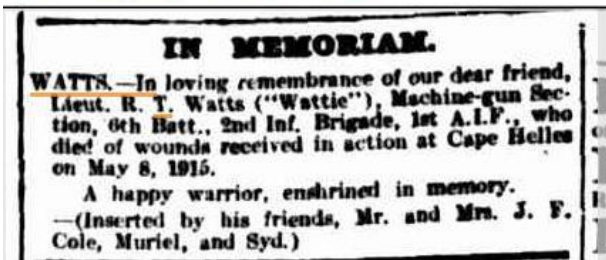 IN MEMORIAM.
WATTS.—In loving remembrance of our dear friend,
Lieut. R. T. Watts ("Wattie"), Machine-gun Sec-
tion, 6th Batt., 2nd Inf. Brigade, 1st A.I.F., who
died of wounds received in action at Cape Helles
on May 8, 1915.
A happy warrior, enshrined in memory.
—(Inserted by his friends, Mr. and Mrs. J. F.
Cole, Muriel, and Syd.)